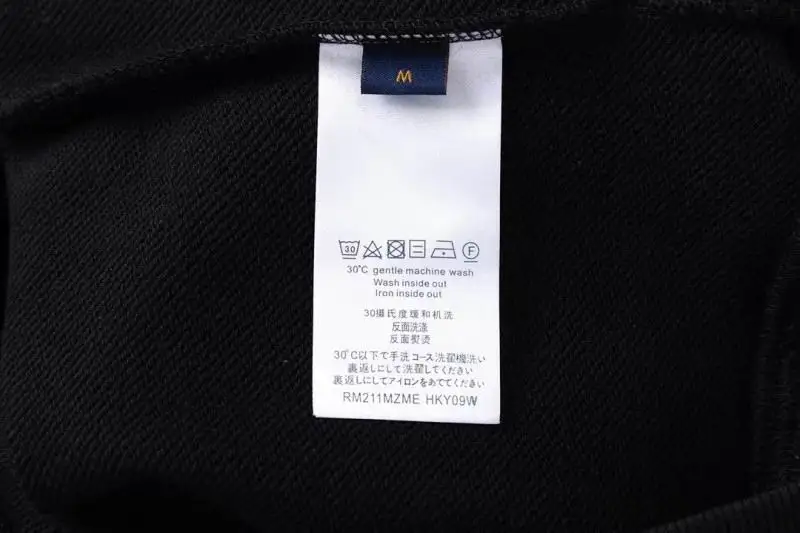 M
30
F
30°C gentle machine wash
Wash inside out
Iron inside out
30摄氏度缓和机洗
反面洗涤
反面熨烫
30℃以下で手洗コース洗濯機洗い
裏返しにして洗濯してください
裏返しにしてアイロンをあててください
RM211MZME HKY09W